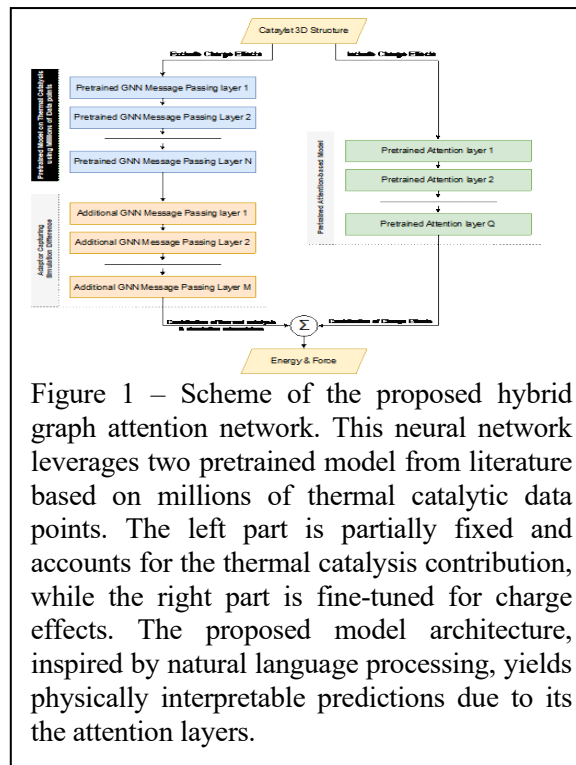 Cataylst 3D Structure
Exclude Charge Effects
Include Charge Effects
Pretrained Model on Thermal Catalysis
using Millions of Data points
Pretrained GNN Message Passing layer 1
Pretrained GNN Message Passing Layer 2
Pretrained GNN Message Passing Layer N
Adaptor Capturing
Simulation Difference
Additional GNN Message Passing layer 1
Additional GNN Message Passing Layer 2
Additional GNN Message Passing Layer M
Pretrained Attention-based Model
Pretrained Attention layer 1
Pretrained Attention layer 2
Pretrained Attention layer Q
Contribution of thermal catalysis
Contribution of Charge Effects
Σ
Energy & Force
Figure 1 – Scheme of the proposed hybrid
graph attention network. This neural network
leverages two pretrained model from literature
based on millions of thermal catalytic data
points. The left part is partially fixed and
accounts for the thermal catalysis contribution,
while the right part is fine-tuned for charge
effects. The proposed model architecture,
inspired by natural language processing, yields
physically interpretable predictions due to its
the attention layers.